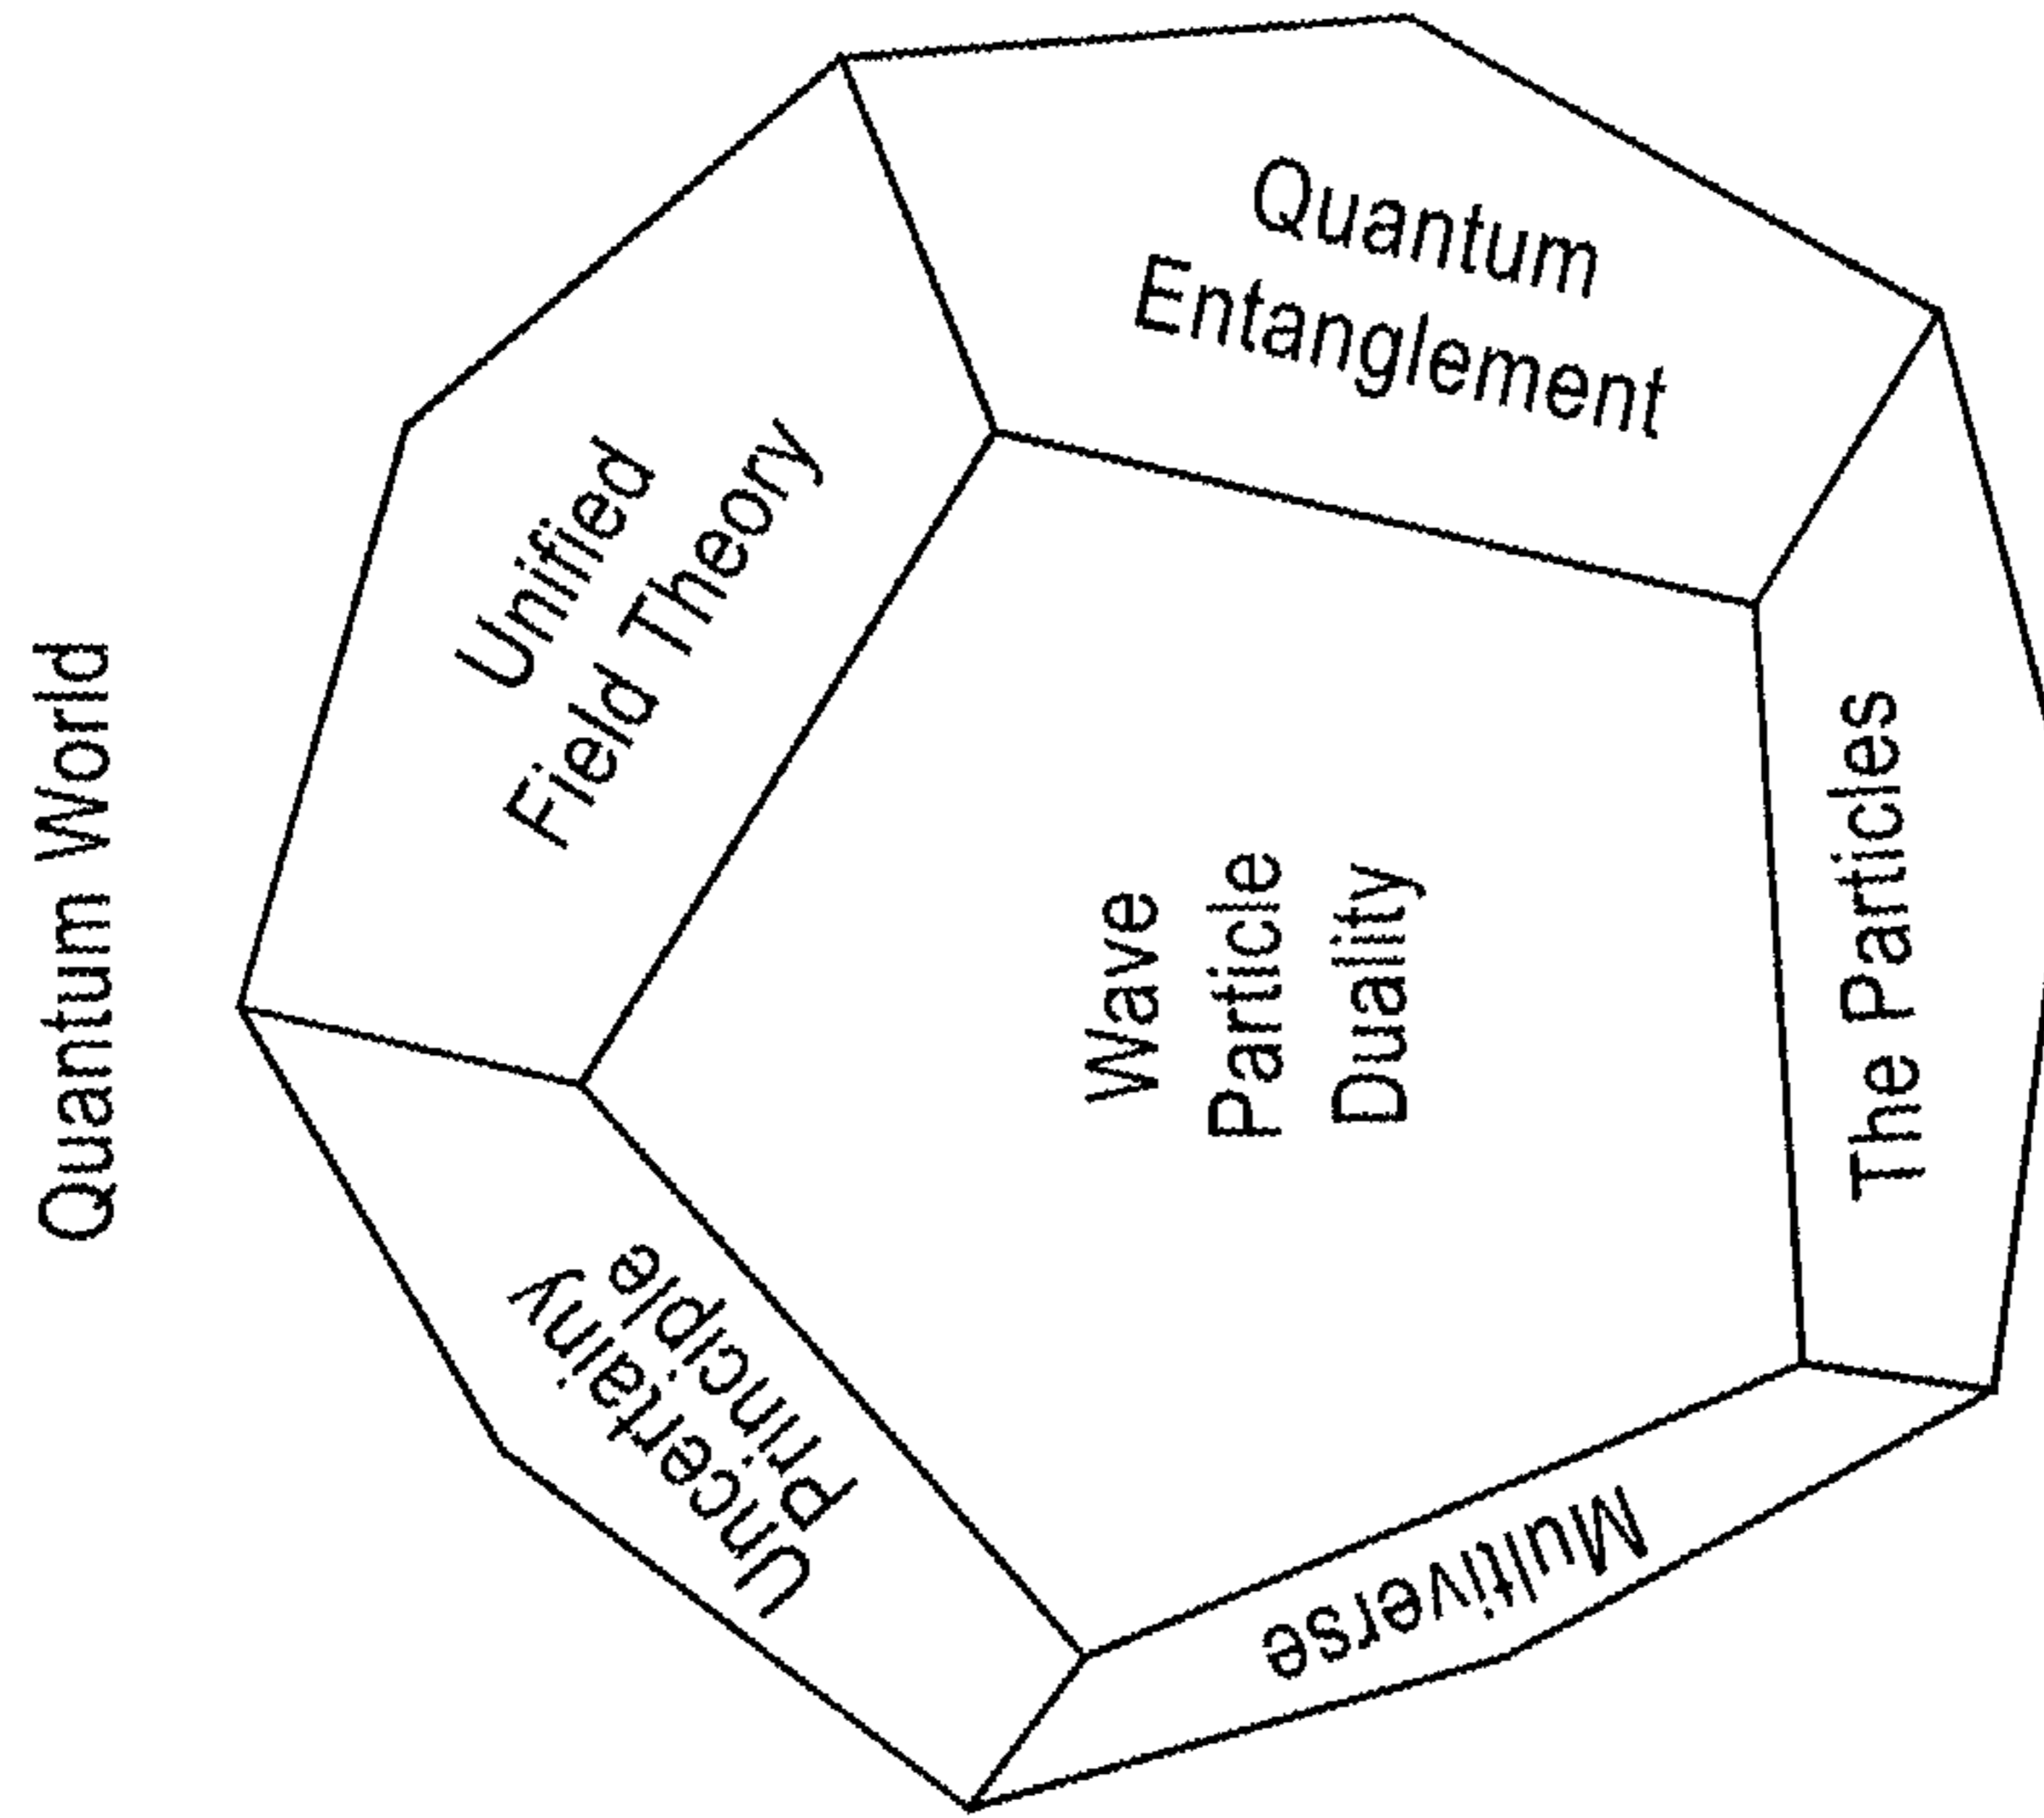 Quantum World
Unified
Field Theory
Quantum
Entanglement
Wave
Particle
Duality
The Particles
Uncertainty
Principle
Multiverse